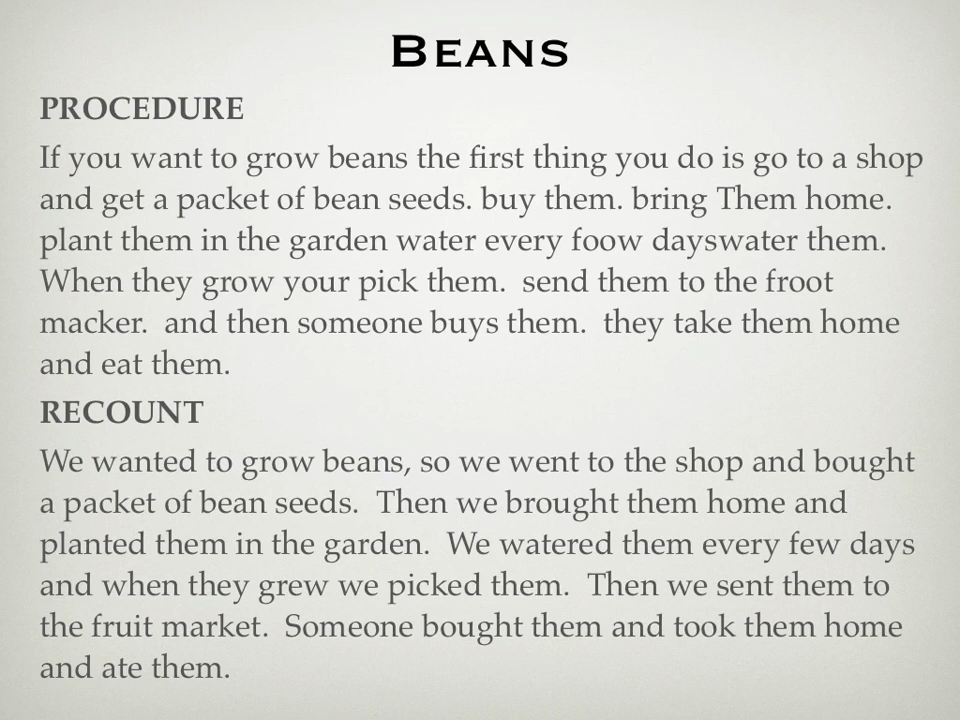 BEANS
PROCEDURE
If you want to grow beans the first thing you do is go to a shop
and get a packet of bean seeds. buy them. bring Them home.
plant them in the garden water every foow dayswater them.
When they grow your pick them.  send them to the froot
macker.  and then someone buys them.  they take them home
and eat them.
RECOUNT
We wanted to grow beans, so we went to the shop and bought
a packet of bean seeds.  Then we brought them home and
planted them in the garden.  We watered them every few days
and when they grew we picked them.  Then we sent them to
the fruit market.  Someone bought them and took them home
and ate them.